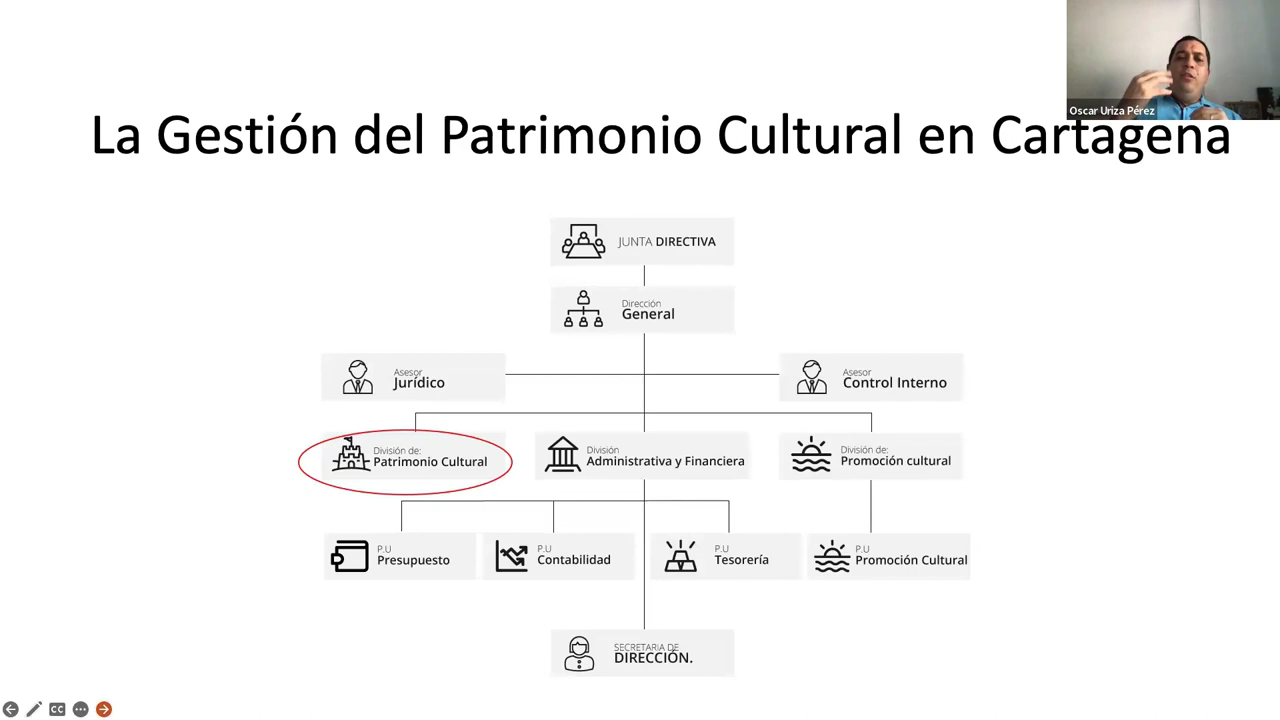 Oscar Uriza Pérez
La Gestión del Patrimonio Cultural en Cartagena
JUNTA DIRECTIVA
Dirección
General
Asesor
Jurídico
Asesor
Control Interno
División de:
Patrimonio Cultural
División
Administrativa y Financiera
División de:
Promoción cultural
P.U
Presupuesto
P.U
Contabilidad
P.U
Tesorería
P.U
Promoción Cultural
SECRETARIA DE
DIRECCIÓN.
CC